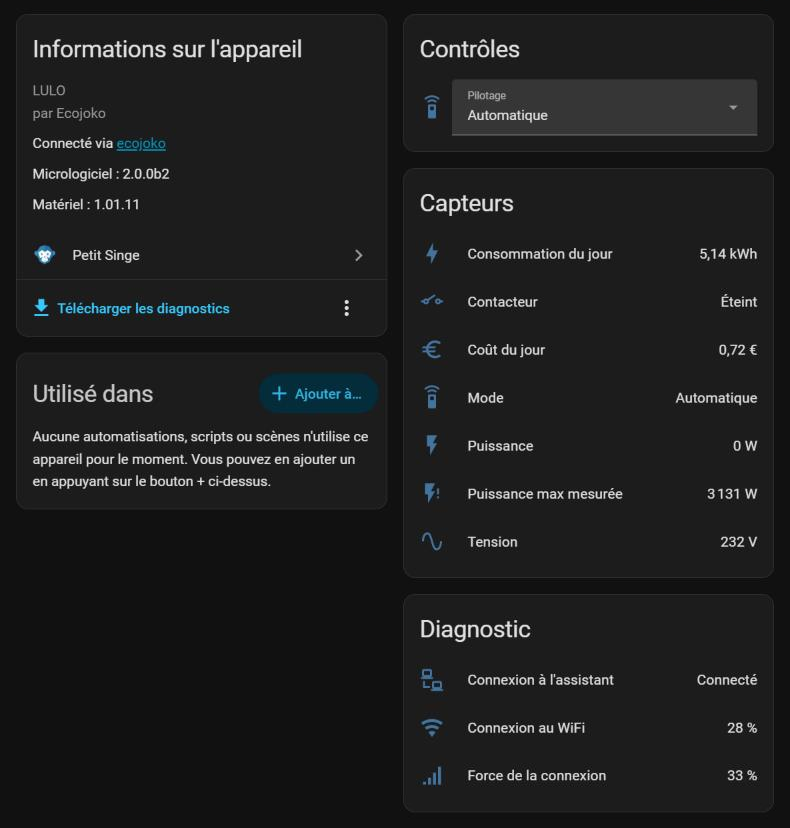 Informations sur l'appareil
LULO
par Ecojoko
Connecté via ecojoko
Micrologiciel : 2.0.0b2
Matériel : 1.01.11
Petit Singe
Télécharger les diagnostics
Utilisé dans
Ajouter à...
Aucune automatisations, scripts ou scènes n'utilise ce
appareil pour le moment. Vous pouvez en ajouter un
en appuyant sur le bouton + ci-dessus.
Contrôles
Pilotage
Automatique
Capteurs
Consommation du jour 5,14 kWh
Contacteur Éteint
Coût du jour 0,72 €
Mode Automatique
Puissance 0 W
Puissance max mesurée 3 131 W
Tension 232 V
Diagnostic
Connexion à l'assistant Connecté
Connexion au WiFi 28 %
Force de la connexion 33 %